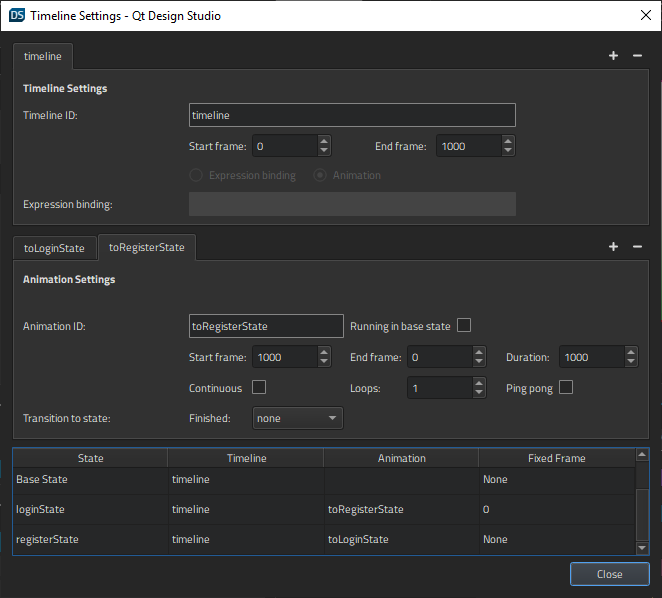 DS Timeline Settings - Qt Design Studio
timeline
Timeline Settings
Timeline ID: timeline
Start frame: 0 End frame: 1000
Expression binding Animation
Expression binding:
toLoginState toRegisterState
Animation Settings
Animation ID: toRegisterState Running in base state
Start frame: 1000 End frame: 0 Duration: 1000
Continuous Loops: 1 Ping pong
Transition to state: Finished: none
State Timeline Animation Fixed Frame
Base State timeline None
loginState timeline toRegisterState 0
registerState timeline toLoginState None
Close